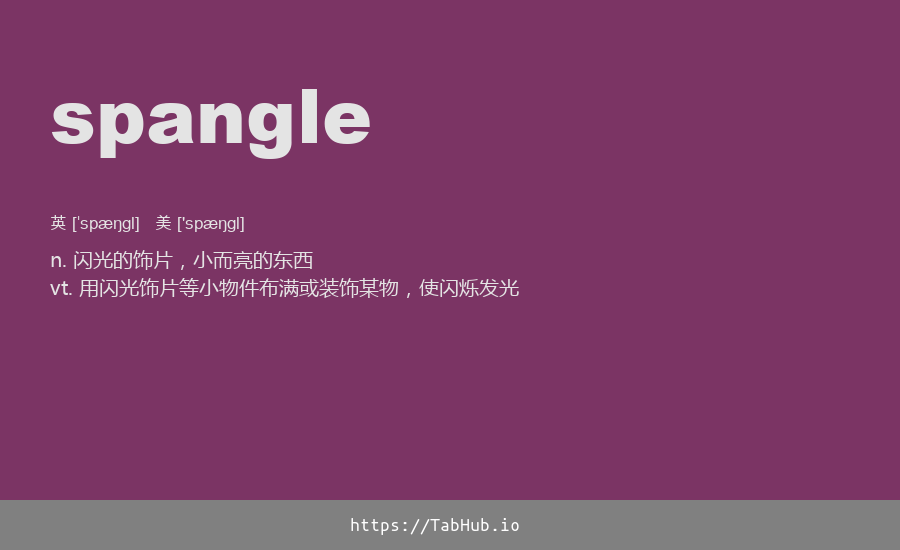 spangle
英 [ˈspæŋgl] 美 ['spæŋgl]
n. 闪光的饰片，小而亮的东西
vt. 用闪光饰片等小物件布满或装饰某物，使闪烁发光
https://TabHub.io